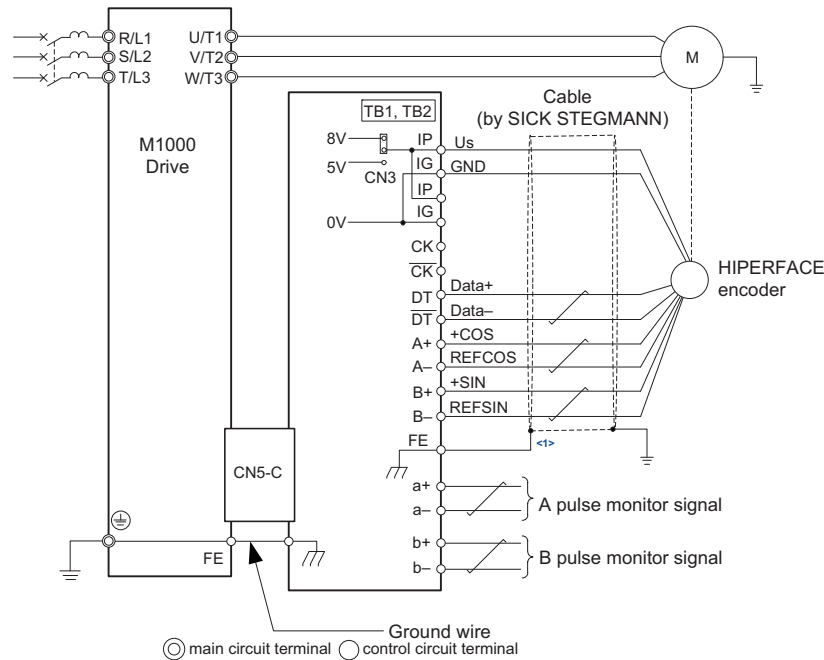 R/L1
S/L2
T/L3
U/T1
V/T2
W/T3
M
M1000
Drive
TB1, TB2
Cable
(by SICK STEGMANN)
8V
5V
CN3
0V
IP
IG
IP
IG
CK
C̅K̅
DT
D̅T̅
A+
A–
B+
B–
FE
Us
GND
Data+
Data–
+COS
REFCOS
+SIN
REFSIN
<1>
HIPERFACE
encoder
CN5-C
a+
a–
A pulse monitor signal
b+
b–
B pulse monitor signal
FE
Ground wire
main circuit terminal
control circuit terminal